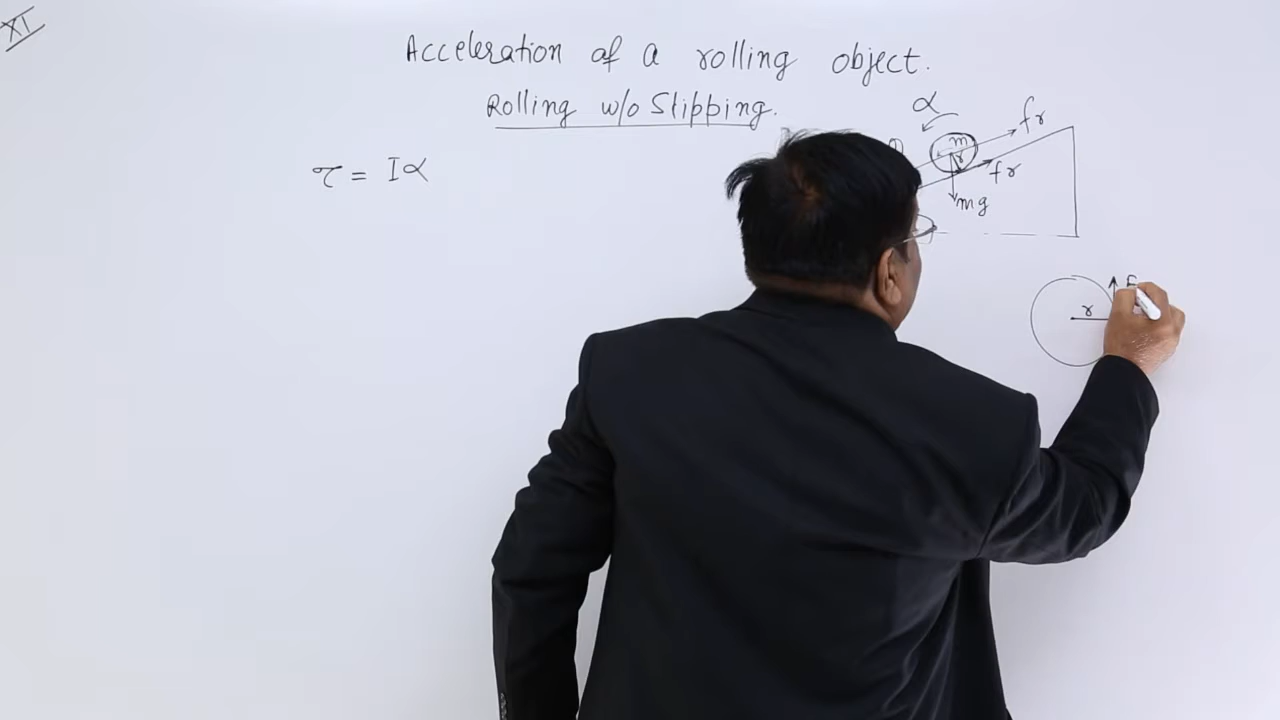 XI
Acceleration of a rolling object.
Rolling w/o Slipping.
τ = Iα
α
fr
m
r
fr
mg
r
F